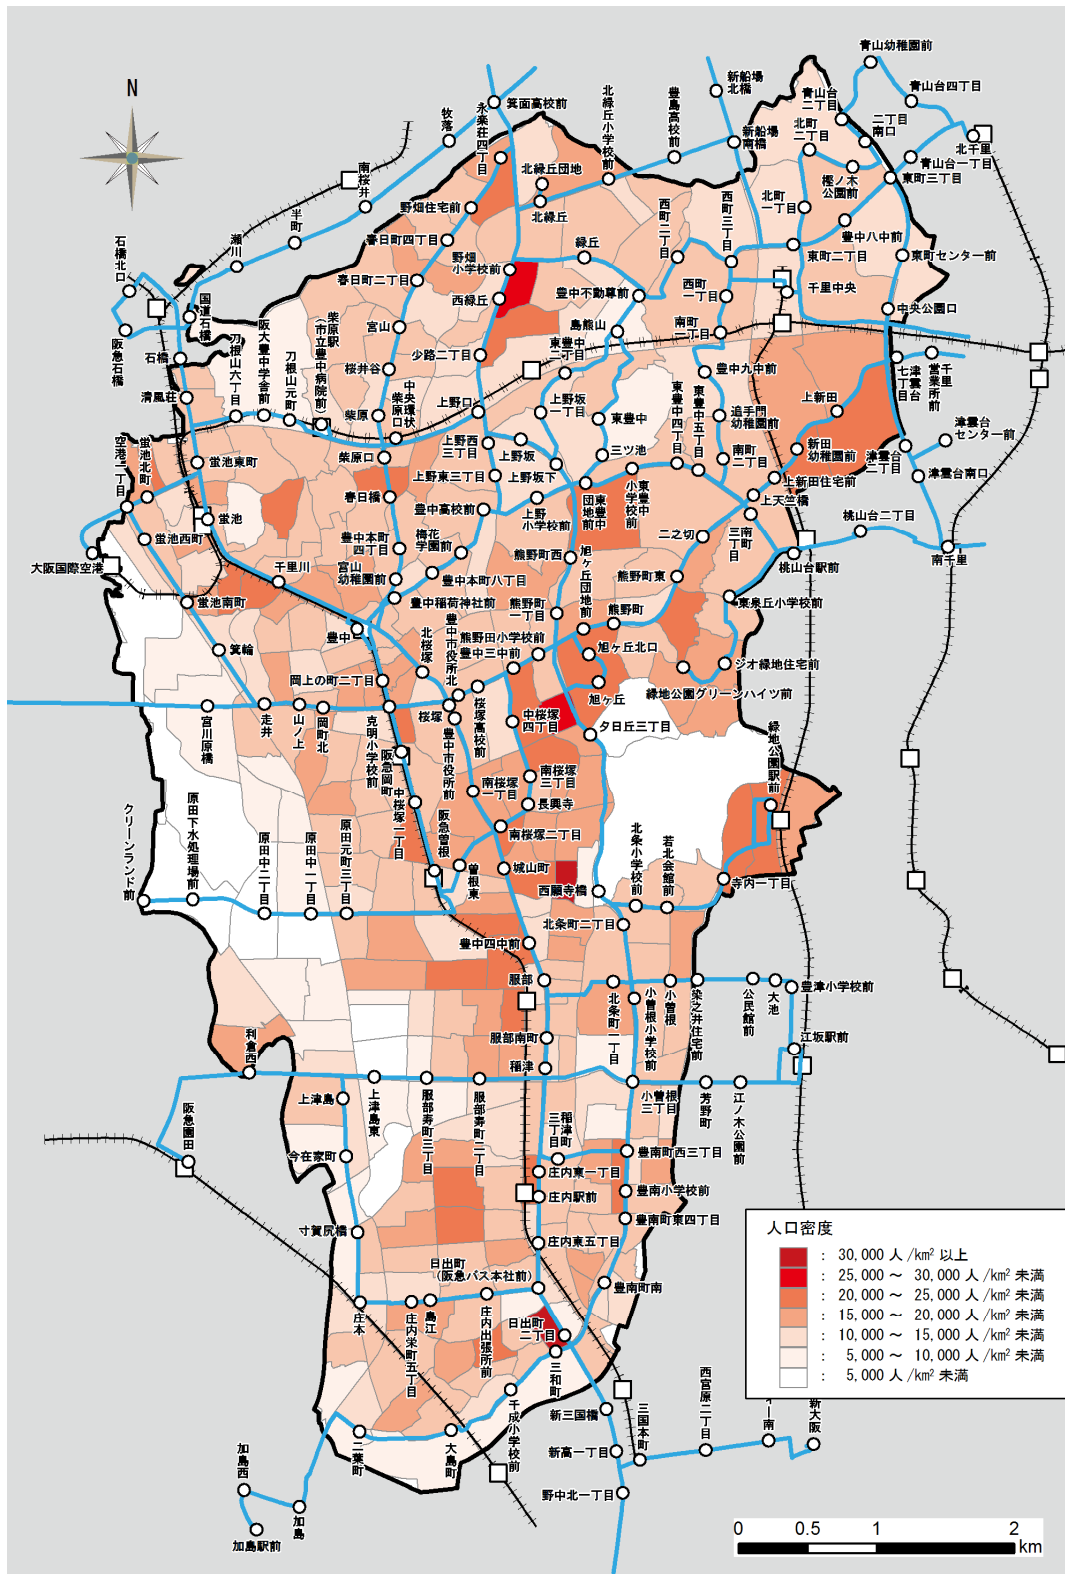 N
青山幼稚園前
新船場北橋
青山台四丁目
青山台二丁目
二丁目南口
北町二丁目
北千里
青山台一丁目
樫ノ木公園前
東町三丁目
箕面高校前
永楽荘四丁目
牧落
北緑丘小学校前
豊島高校前
新船場南橋
南桜井
北緑丘団地
北緑丘
野畑住宅前
西町二丁目
西町三丁目
北町一丁目
豊中八中前
半町
瀬川
石橋北口
春日町四丁目
野畑小学校前
緑丘
東町二丁目
東町センター前
春日町二丁目
西緑丘
豊中不動尊前
西町一丁目
千里中央
中央公園口
国道石橋
阪急石橋
石橋
刀根山六丁目
阪大豊中学舎前
刀根山元町
柴原駅(市立豊中病院前)
宮山
島熊山
南町一丁目
少路二丁目
東豊中二丁目
桜井谷
豊中九中前
津雲台七丁目
千里営業所前
清風荘
柴原
中央環状柴原口
上野口
上野坂一丁目
東豊中
東豊中四丁目
東豊中五丁目
追手門幼稚園前
上新田
津雲台センター前
空港一丁目
蛍池北町
蛍池東町
柴原口
上野西三丁目
上野坂
三ツ池
南町二丁目
新田幼稚園前
津雲台二丁目
津雲台南口
上野東三丁目
上野坂下
東豊中小学校前
上新田住宅前
春日橋
豊中高校前
上野小学校前
東豊中団地前
上天竺橋
桃山台二丁目
蛍池
蛍池西町
豊中本町四丁目
梅花学園前
熊野町西
二之切
三南町丁目
桃山台駅前
南千里
大阪国際空港
千里川
宮山幼稚園前
豊中本町八丁目
旭ヶ丘団地前
熊野町東
蛍池南町
豊中稲荷神社前
熊野町一丁目
東泉丘小学校前
箕輪
豊中
北桜塚
豊中市役所北
熊野田小学校前
熊野町
豊中三中前
旭ヶ丘北口
ジオ緑地住宅前
岡上の町二丁目
旭ヶ丘
緑地公園グリーンハイツ前
宮川原橋
走井
山ノ上
岡町北
克明小学校前
桜塚
桜塚高校前
中桜塚四丁目
夕日丘三丁目
緑地公園駅前
阪急岡町
豊中市役所前
中桜塚一丁目
南桜塚一丁目
南桜塚三丁目
長興寺
クリーンランド前
原田下水処理場前
原田中二丁目
原田中一丁目
原田元町三丁目
阪急曽根
曽根東
南桜塚二丁目
城山町
西願寺橋
北条小学校前
若北会館前
寺内一丁目
北条町二丁目
豊中四中前
服部
北条町一丁目
小曽根小学校前
小曽根
染之井住宅前
公民館前
大池
豊津小学校前
利倉西
服部南町
稲津
江坂駅前
上津島
上津島東
服部寿町三丁目
服部寿町二丁目
小曽根三丁目
芳野町
江ノ木公園前
阪急園田
今在家町
稲津町三丁目
豊南町西三丁目
庄内東一丁目
庄内駅前
豊南小学校前
豊南町東四丁目
寸賀尻橋
庄内東五丁目
日出町(阪急バス本社前)
豊南町南
庄本
庄内栄町五丁目
島江
庄内出張所前
日出町二丁目
三和町
二葉町
大島町
千成小学校前
新三国橋
三国本町
西宮原二丁目
一南
新大阪
新高一丁目
野中北一丁目
加島西
加島
加島駅前
人口密度
: 30,000 人/km² 以上
: 25,000 ～ 30,000 人/km² 未満
: 20,000 ～ 25,000 人/km² 未満
: 15,000 ～ 20,000 人/km² 未満
: 10,000 ～ 15,000 人/km² 未満
: 5,000 ～ 10,000 人/km² 未満
: 5,000 人/km² 未満
0 0.5 1 2
km